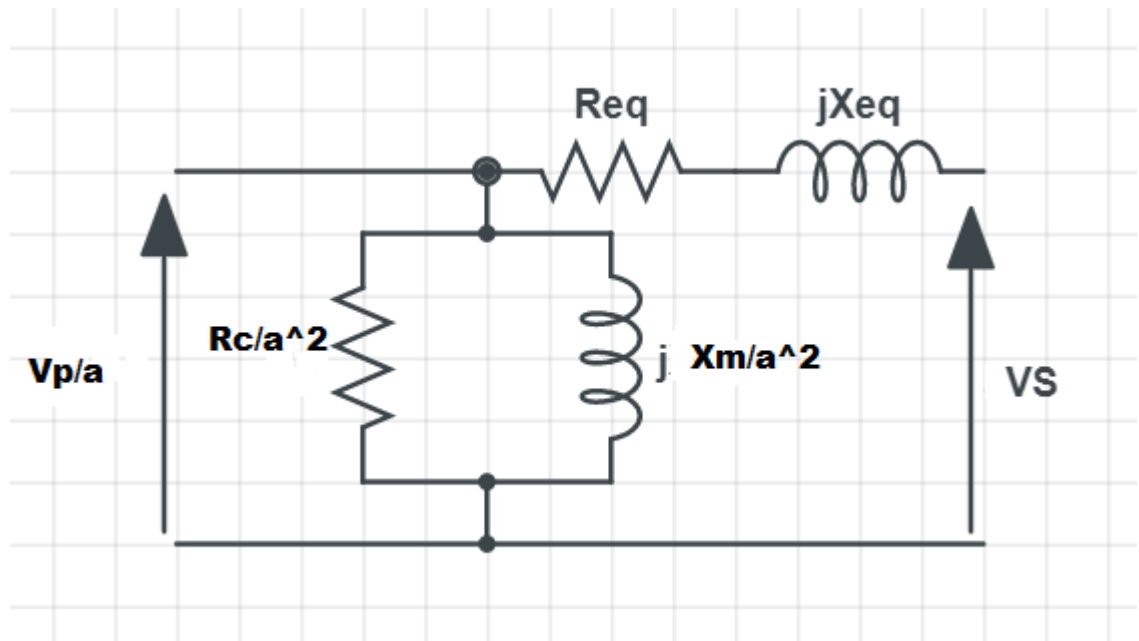 Req
jXeq
Rc/a^2
Vp/a
j Xm/a^2
VS